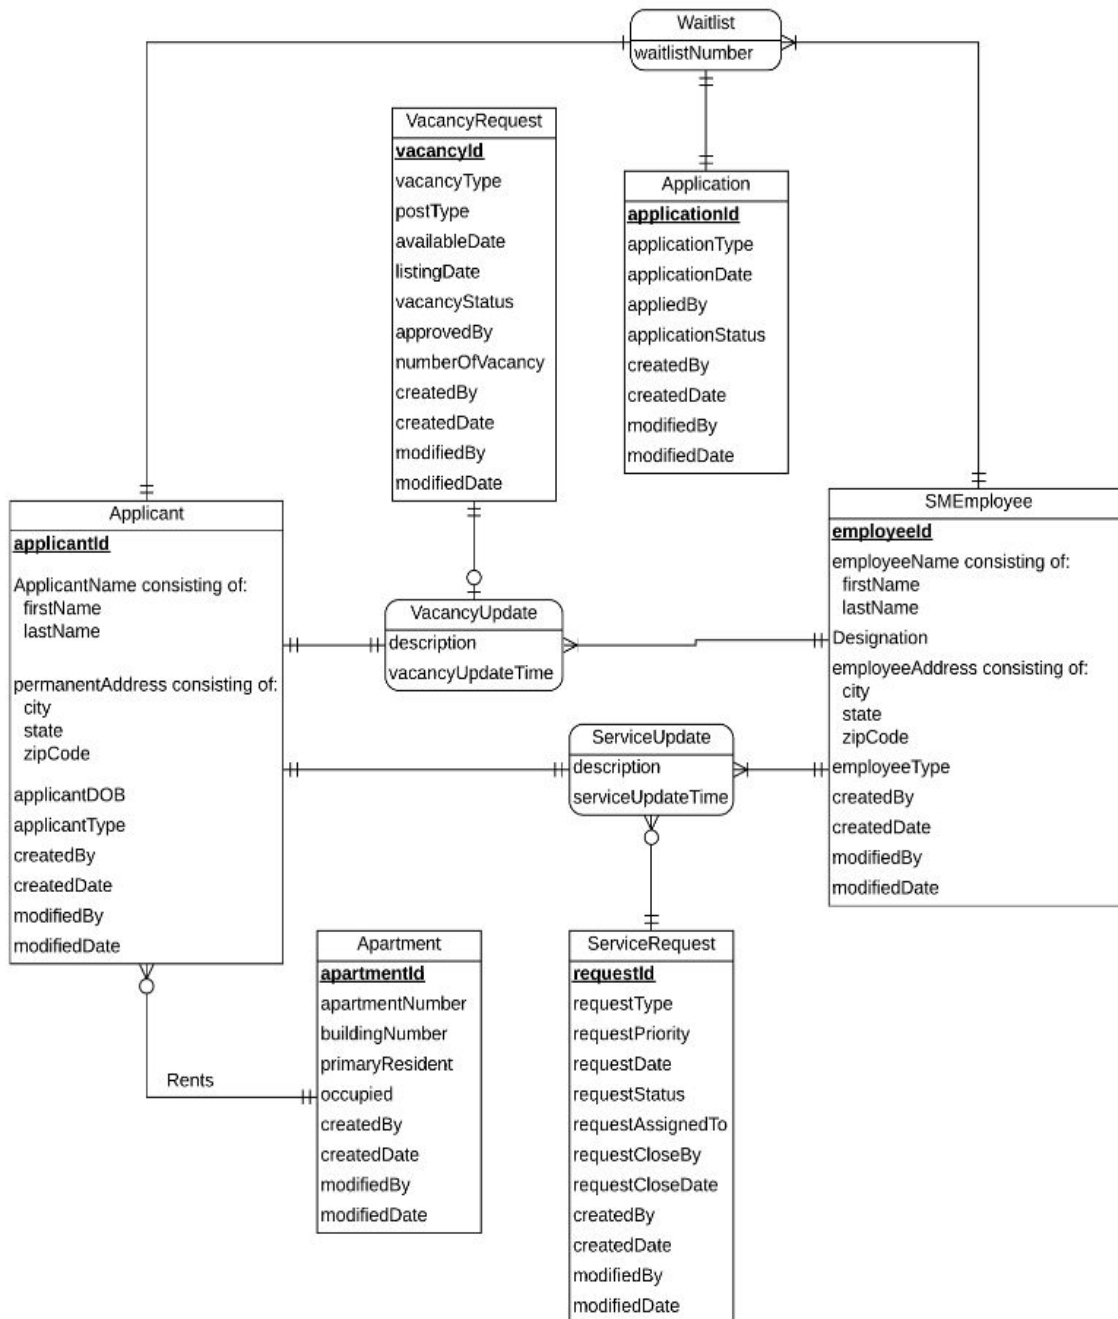 Waitlist
waitlistNumber
VacancyRequest
vacancyId
vacancyType
postType
availableDate
listingDate
vacancyStatus
approvedBy
numberOfVacancy
createdBy
createdDate
modifiedBy
modifiedDate
Application
applicationId
applicationType
applicationDate
appliedBy
applicationStatus
createdBy
createdDate
modifiedBy
modifiedDate
Applicant
applicantId
ApplicantName consisting of:
firstName
lastName
permanentAddress consisting of:
city
state
zipCode
applicantDOB
applicantType
createdBy
createdDate
modifiedBy
modifiedDate
VacancyUpdate
description
vacancyUpdateTime
SMEmployee
employeeId
employeeName consisting of:
firstName
lastName
Designation
employeeAddress consisting of:
city
state
zipCode
employeeType
createdBy
createdDate
modifiedBy
modifiedDate
ServiceUpdate
description
serviceUpdateTime
Rents
Apartment
apartmentId
apartmentNumber
buildingNumber
primaryResident
occupied
createdBy
createdDate
modifiedBy
modifiedDate
ServiceRequest
requestId
requestType
requestPriority
requestDate
requestStatus
requestAssignedTo
requestCloseBy
requestCloseDate
createdBy
createdDate
modifiedBy
modifiedDate